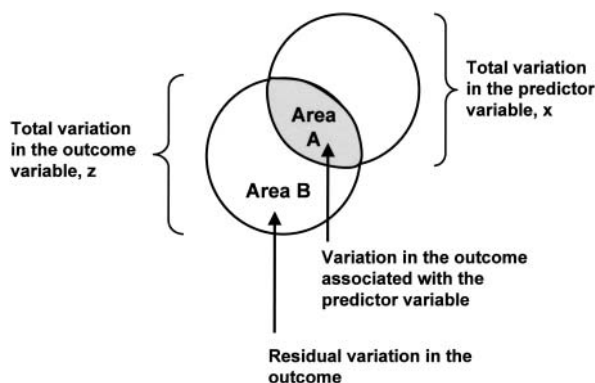 Total variation
in the predictor
variable, x
Total variation
in the outcome
variable, z
Area
A
Area B
Variation in the outcome
associated with the
predictor variable
Residual variation in the
outcome